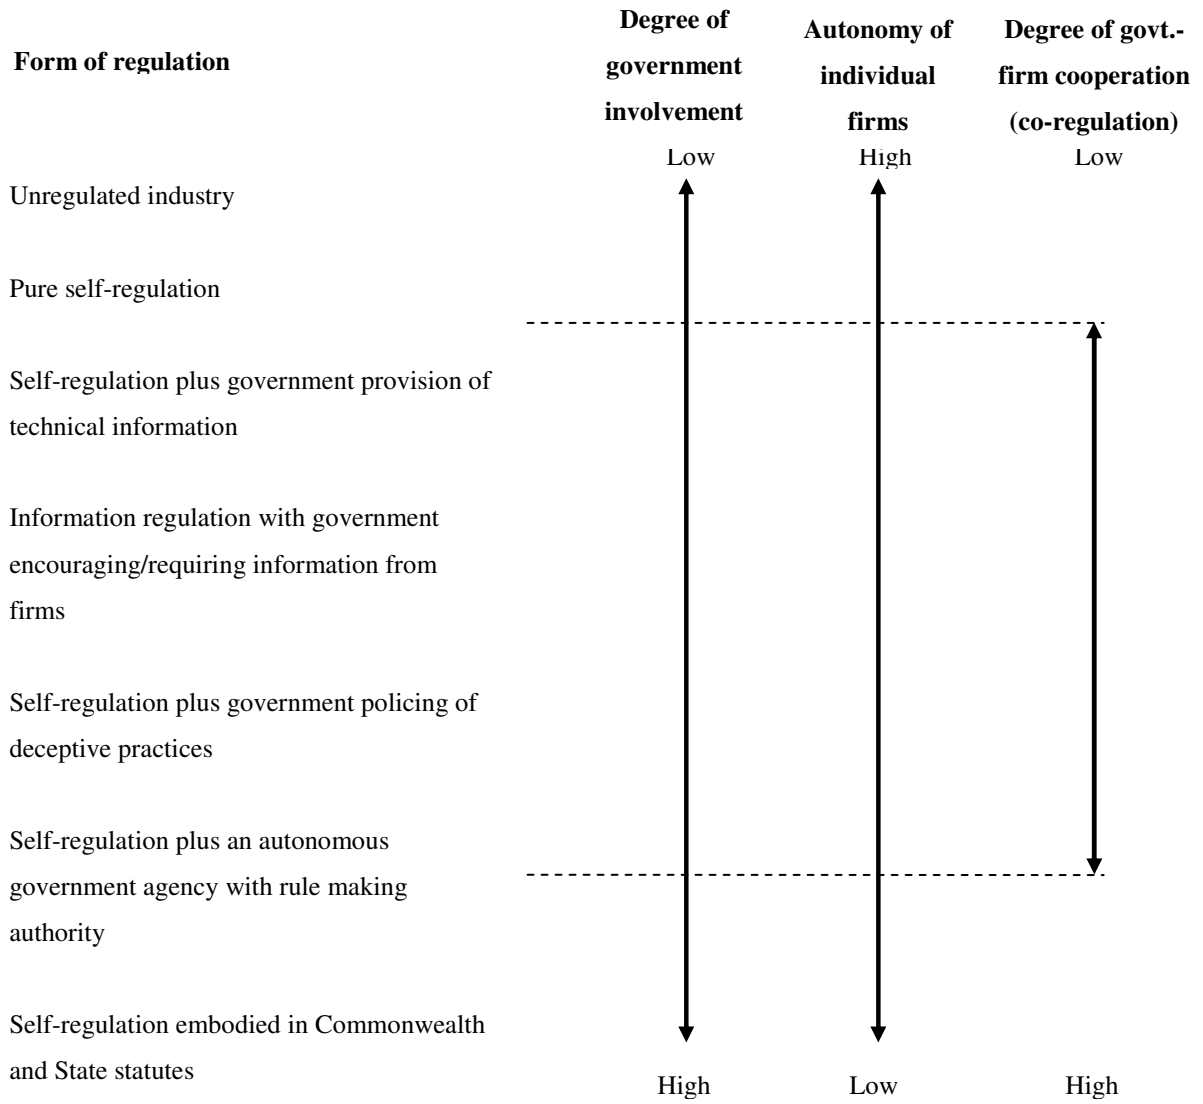 Form of regulation
Degree of
government
involvement
Autonomy of
individual
firms
Degree of govt.-
firm cooperation
(co-regulation)
Low
High
Low
Unregulated industry
Pure self-regulation
Self-regulation plus government provision of
technical information
Information regulation with government
encouraging/requiring information from
firms
Self-regulation plus government policing of
deceptive practices
Self-regulation plus an autonomous
government agency with rule making
authority
Self-regulation embodied in Commonwealth
and State statutes
High
Low
High